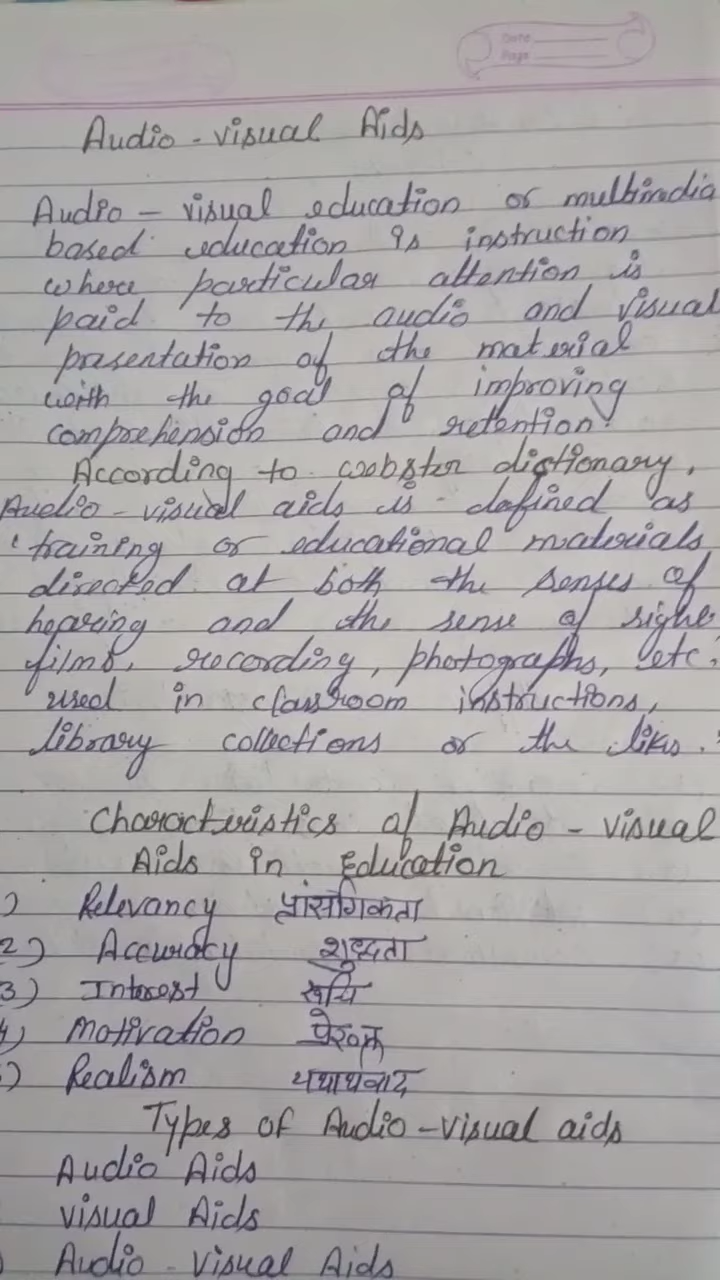 Date
Page
Audio - visual Aids
Audio - visual education or multimedia
based education is instruction
where particular attention is
paid to the audio and visual
presentation of the material
with the goal of improving
comprehension and retention.
According to webster dictionary,
Audio - visual aids is defined as
'training or educational materials
directed at both the senses of
hearing and the sense of sight
films, recording, photographs, etc.
used in classroom instructions,
library collections or the likes.'
Characteristics of Audio - visual
Aids in Education
) Relevancy प्रासंगिकता
2) Accuracy शुद्धता
3) Interest रूचि
4) Motivation
) Realism यथार्थवाद
Types of Audio - visual aids
Audio Aids
visual Aids
) Audio - visual Aids